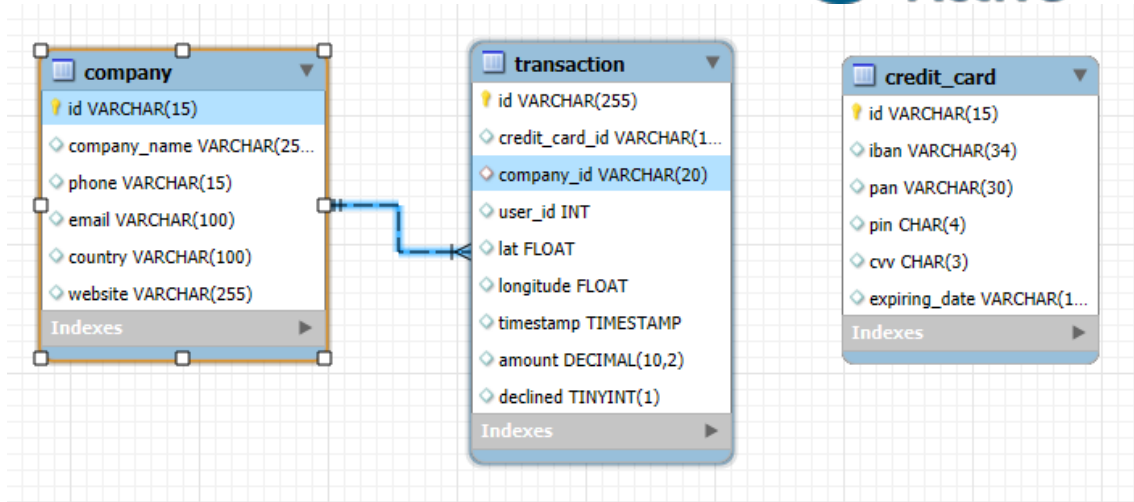 company
id VARCHAR(15)
company_name VARCHAR(25...
phone VARCHAR(15)
email VARCHAR(100)
country VARCHAR(100)
website VARCHAR(255)
Indexes
transaction
id VARCHAR(255)
credit_card_id VARCHAR(1...
company_id VARCHAR(20)
user_id INT
lat FLOAT
longitude FLOAT
timestamp TIMESTAMP
amount DECIMAL(10,2)
declined TINYINT(1)
Indexes
credit_card
id VARCHAR(15)
iban VARCHAR(34)
pan VARCHAR(30)
pin CHAR(4)
cvv CHAR(3)
expiring_date VARCHAR(1...
Indexes